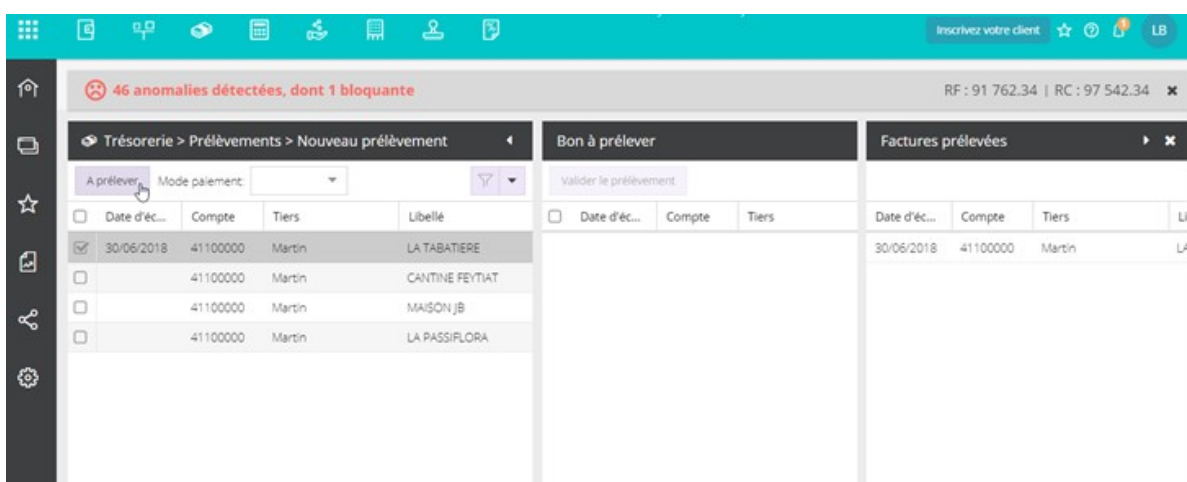 Inscrivez votre client 1 LB
46 anomalies détectées, dont 1 bloquante RF : 91 762.34 | RC : 97 542.34
Trésorerie > Prélèvements > Nouveau prélèvement
A prélever Mode paiement:
Date d'éc... Compte Tiers Libellé
30/06/2018 41100000 Martin LA TABATIERE
41100000 Martin CANTINE FEYTIAT
41100000 Martin MAISON JB
41100000 Martin LA PASSIFLORA
Bon à prélever
Valider le prélèvement
Date d'éc... Compte Tiers
Factures prélevées
Date d'éc... Compte Tiers Li
30/06/2018 41100000 Martin LA